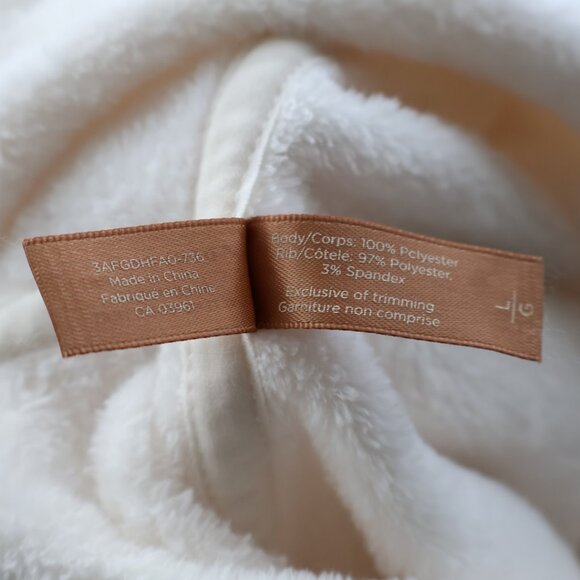 3AFGDHFA0-736
Made in China
Fabriqué en Chine
CA 03961
Body/Corps: 100% Polyester
Rib/Côtelé: 97% Polyester,
3% Spandex
Exclusive of trimming
Garniture non comprise
L
G